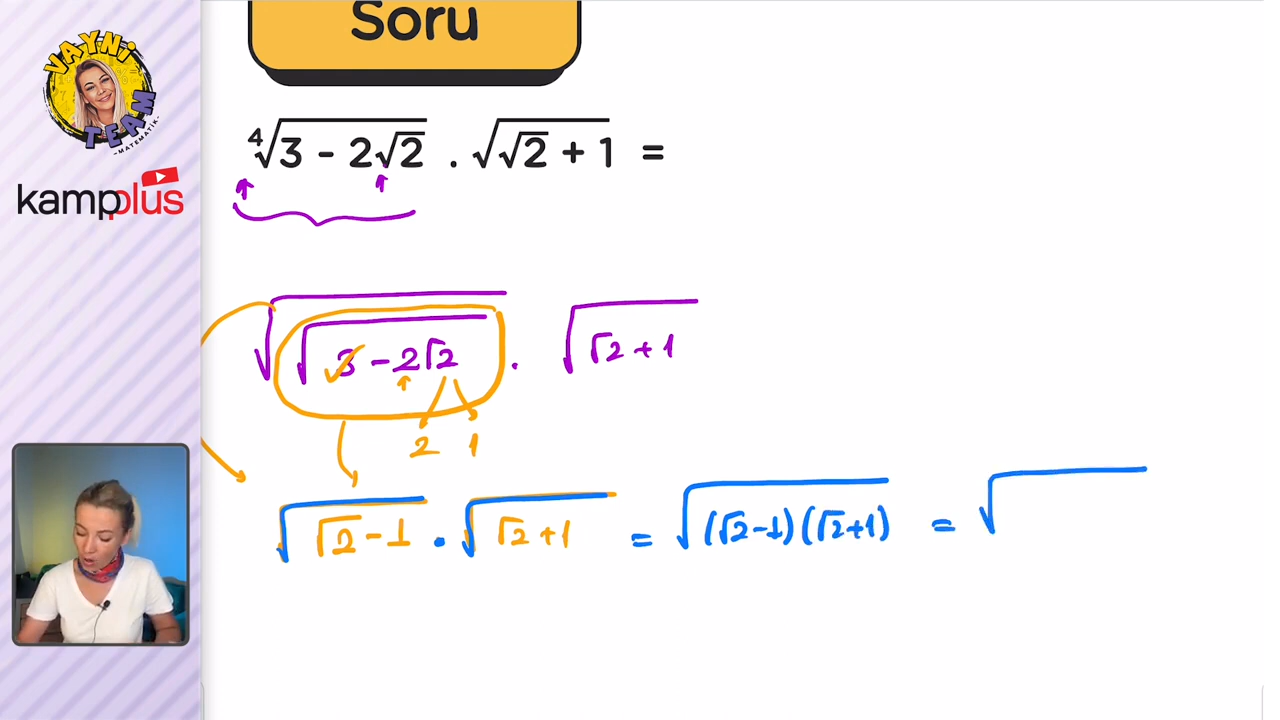 Soru
VAYNi
TEAM
-MATEMATİK-
kampplus
⁴√(3 - 2√2) . √(√2 + 1) =
√(√(3 - 2√2)) . √(√2 + 1)
2 1
√(√2 - 1) · √(√2 + 1) = √((√2-1)(√2+1)) = √